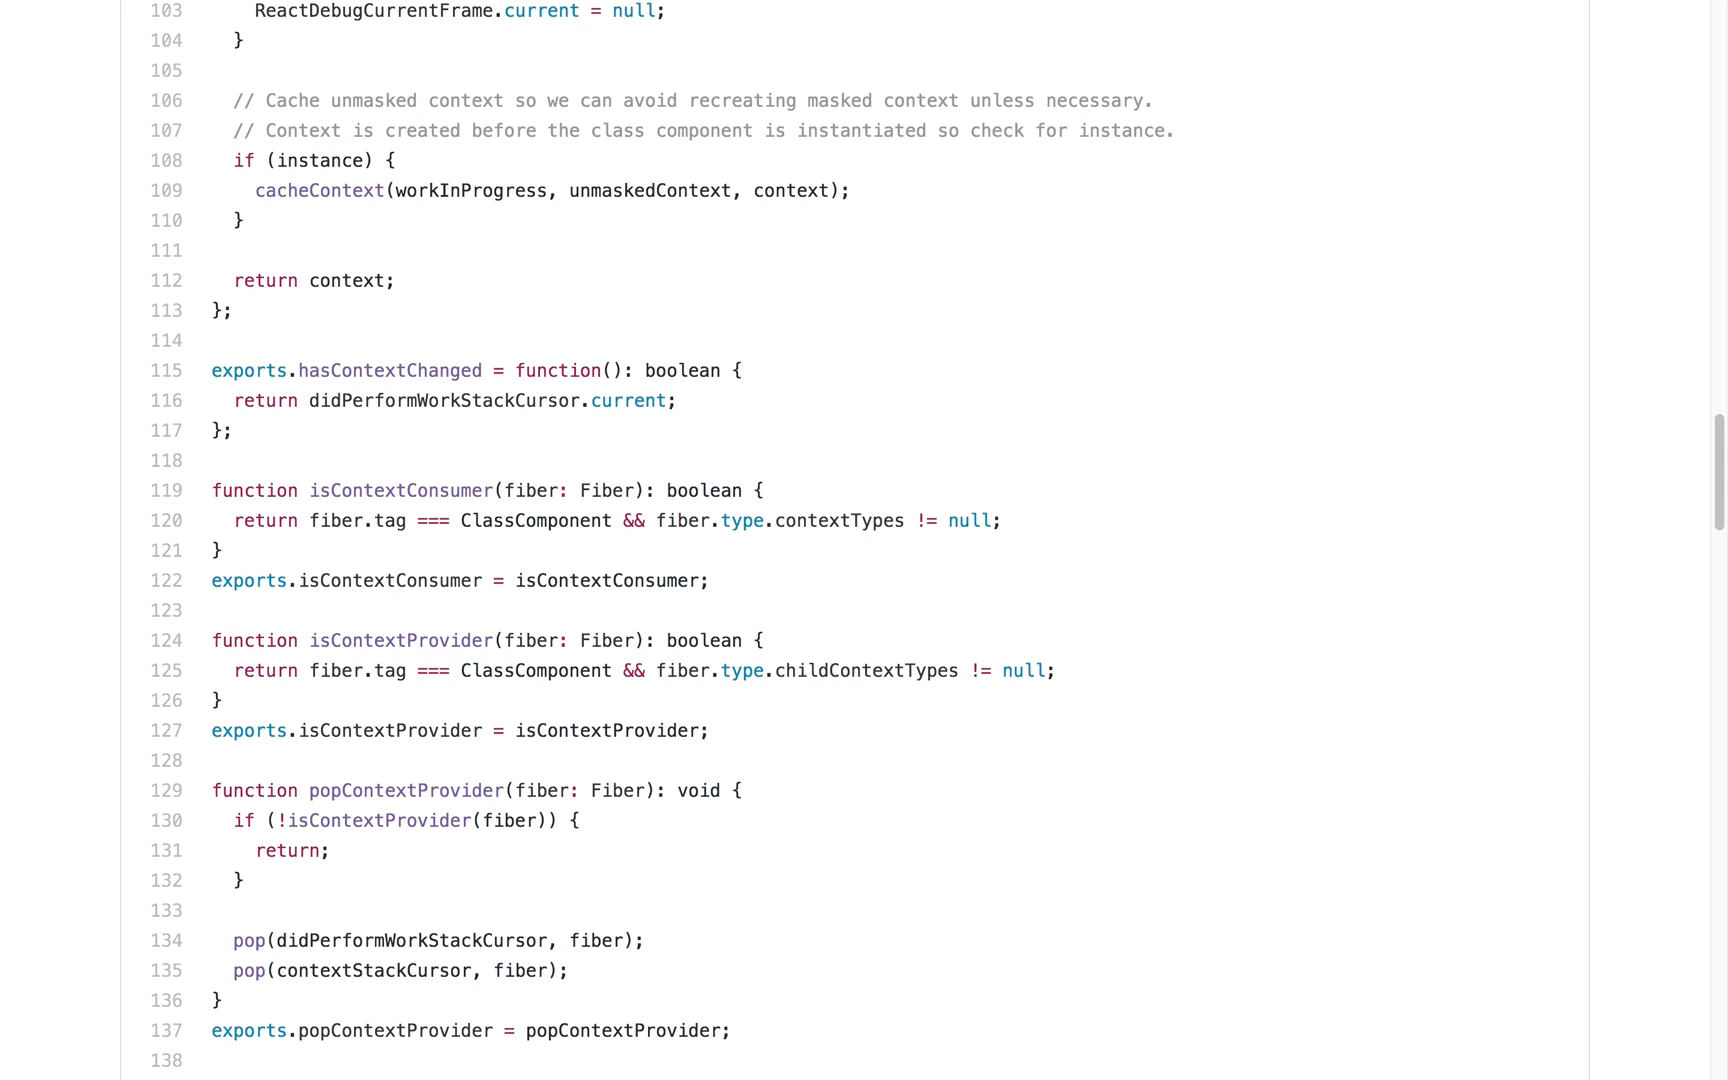 103 ReactDebugCurrentFrame.current = null;
104 }
105
106 // Cache unmasked context so we can avoid recreating masked context unless necessary.
107 // Context is created before the class component is instantiated so check for instance.
108 if (instance) {
109 cacheContext(workInProgress, unmaskedContext, context);
110 }
111
112 return context;
113 };
114
115 exports.hasContextChanged = function(): boolean {
116 return didPerformWorkStackCursor.current;
117 };
118
119 function isContextConsumer(fiber: Fiber): boolean {
120 return fiber.tag === ClassComponent && fiber.type.contextTypes != null;
121 }
122 exports.isContextConsumer = isContextConsumer;
123
124 function isContextProvider(fiber: Fiber): boolean {
125 return fiber.tag === ClassComponent && fiber.type.childContextTypes != null;
126 }
127 exports.isContextProvider = isContextProvider;
128
129 function popContextProvider(fiber: Fiber): void {
130 if (!isContextProvider(fiber)) {
131 return;
132 }
133
134 pop(didPerformWorkStackCursor, fiber);
135 pop(contextStackCursor, fiber);
136 }
137 exports.popContextProvider = popContextProvider;
138